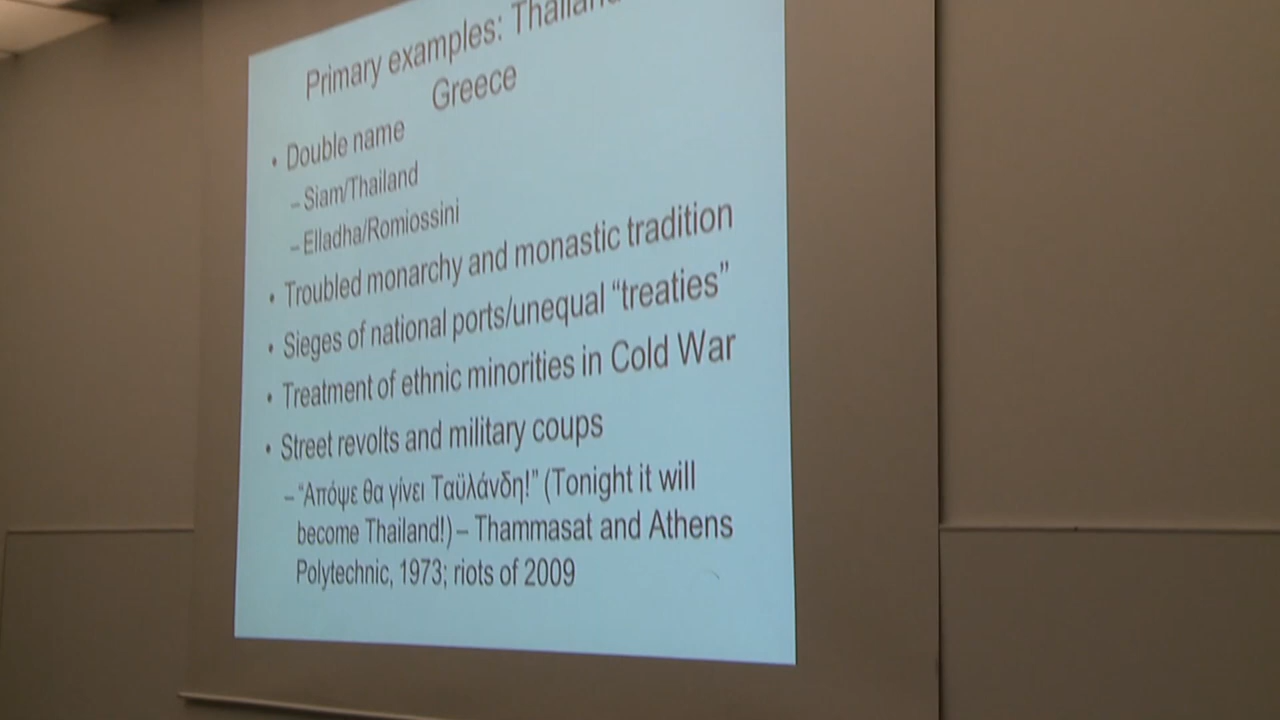 Primary examples: Thailand
Greece
• Double name
– Siam/Thailand
– Elladha/Romiossini
• Troubled monarchy and monastic tradition
• Sieges of national ports/unequal “treaties”
• Treatment of ethnic minorities in Cold War
• Street revolts and military coups
– “Απόψε θα γίνει Ταϋλάνδη!” (Tonight it will
become Thailand!) – Thammasat and Athens
Polytechnic, 1973; riots of 2009